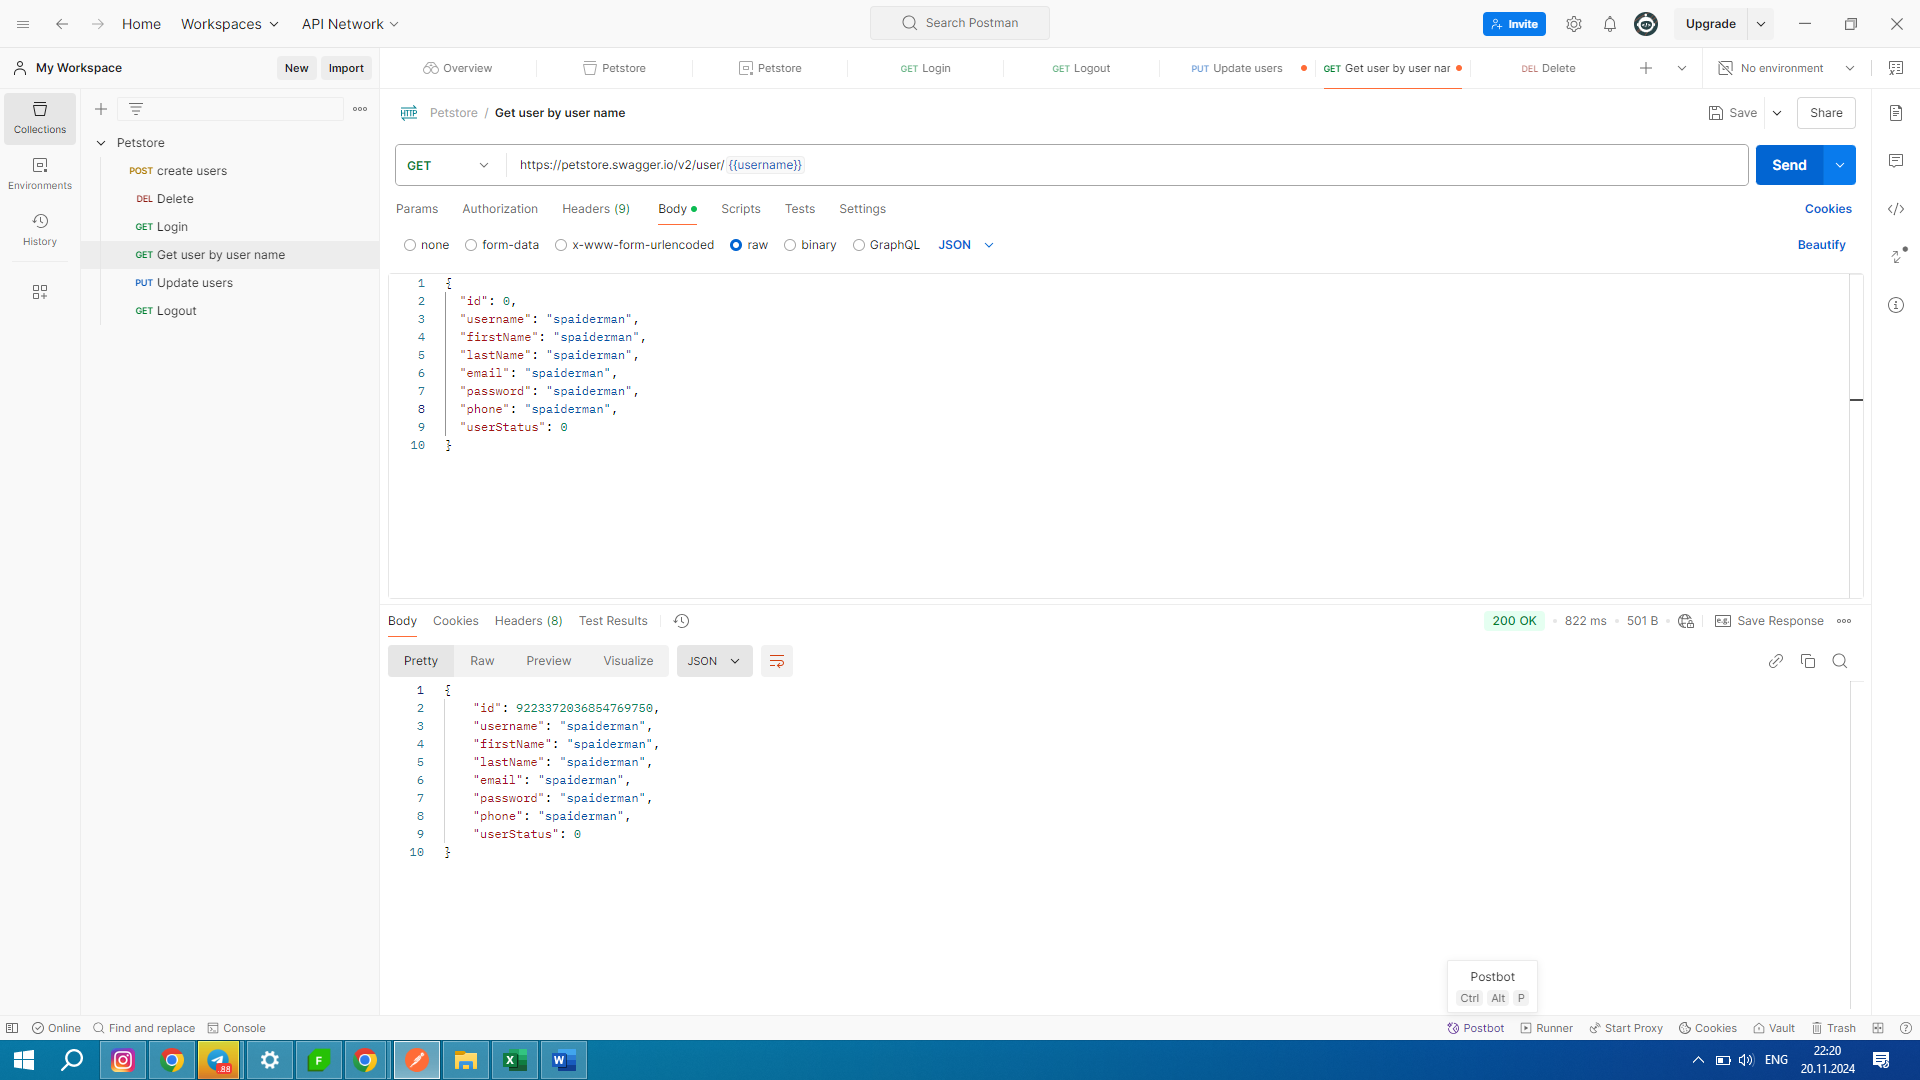 Home Workspaces API Network Search Postman Invite Upgrade
My Workspace New Import Overview Petstore Petstore GET Login GET Logout PUT Update users GET Get user by user nar DEL Delete No environment
Collections
Environments
History
Petstore
POST create users
DEL Delete
GET Login
GET Get user by user name
PUT Update users
GET Logout
HTTP Petstore / Get user by user name Save Share
GET https://petstore.swagger.io/v2/user/ {{username}} Send
Params Authorization Headers (9) Body Scripts Tests Settings Cookies
none form-data x-www-form-urlencoded raw binary GraphQL JSON Beautify
1 {
2 "id": 0,
3 "username": "spaiderman",
4 "firstName": "spaiderman",
5 "lastName": "spaiderman",
6 "email": "spaiderman",
7 "password": "spaiderman",
8 "phone": "spaiderman",
9 "userStatus": 0
10 }
Body Cookies Headers (8) Test Results 200 OK 822 ms 501 B e.g. Save Response
Pretty Raw Preview Visualize JSON
1 {
2 "id": 9223372036854769750,
3 "username": "spaiderman",
4 "firstName": "spaiderman",
5 "lastName": "spaiderman",
6 "email": "spaiderman",
7 "password": "spaiderman",
8 "phone": "spaiderman",
9 "userStatus": 0
10 }
Postbot
Ctrl Alt P
Online Find and replace Console Postbot Runner Start Proxy Cookies Vault Trash
.88 F X W ENG 22:20
20.11.2024